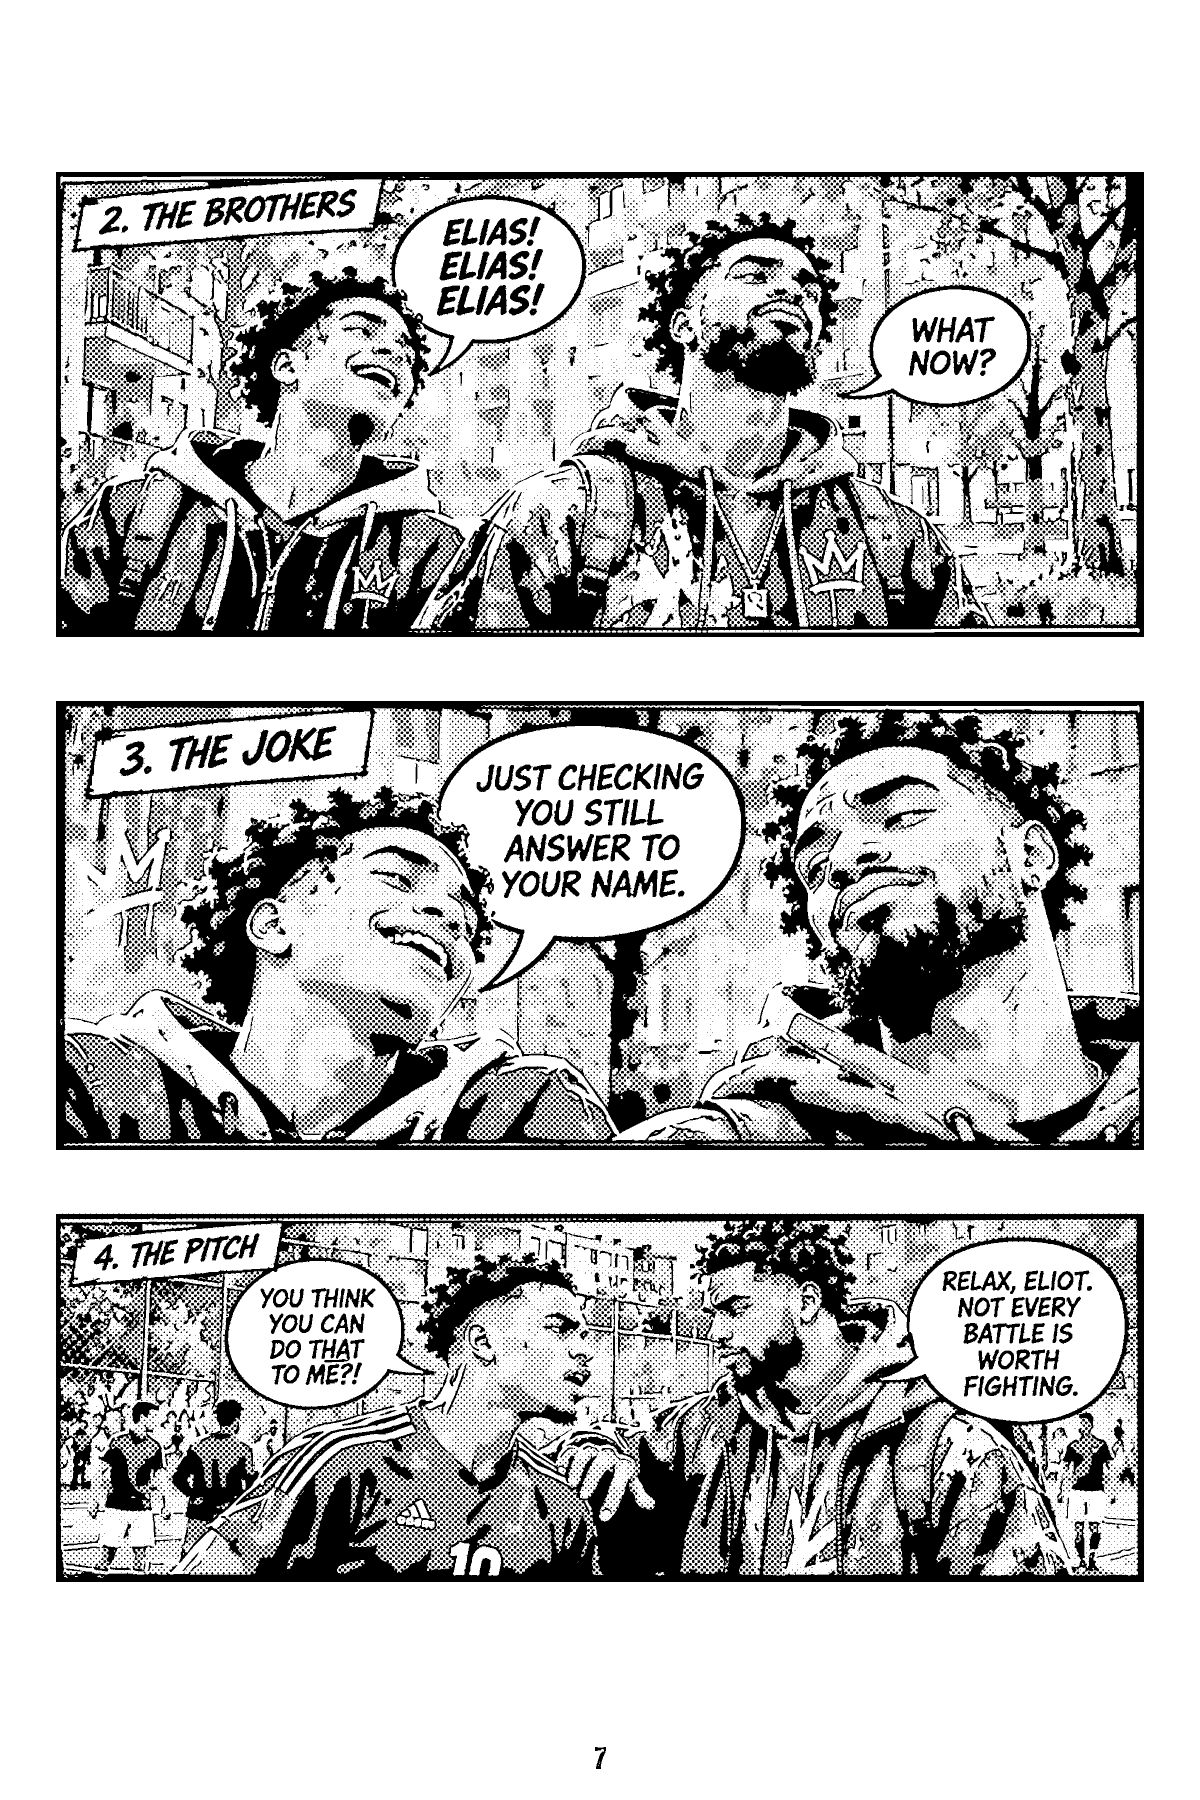 2. THE BROTHERS
ELIAS!
ELIAS!
ELIAS!
WHAT
NOW?
3. THE JOKE
JUST CHECKING
YOU STILL
ANSWER TO
YOUR NAME.
4. THE PITCH
YOU THINK
YOU CAN
DO THAT
TO ME?!
RELAX, ELIOT.
NOT EVERY
BATTLE IS
WORTH
FIGHTING.
10
7